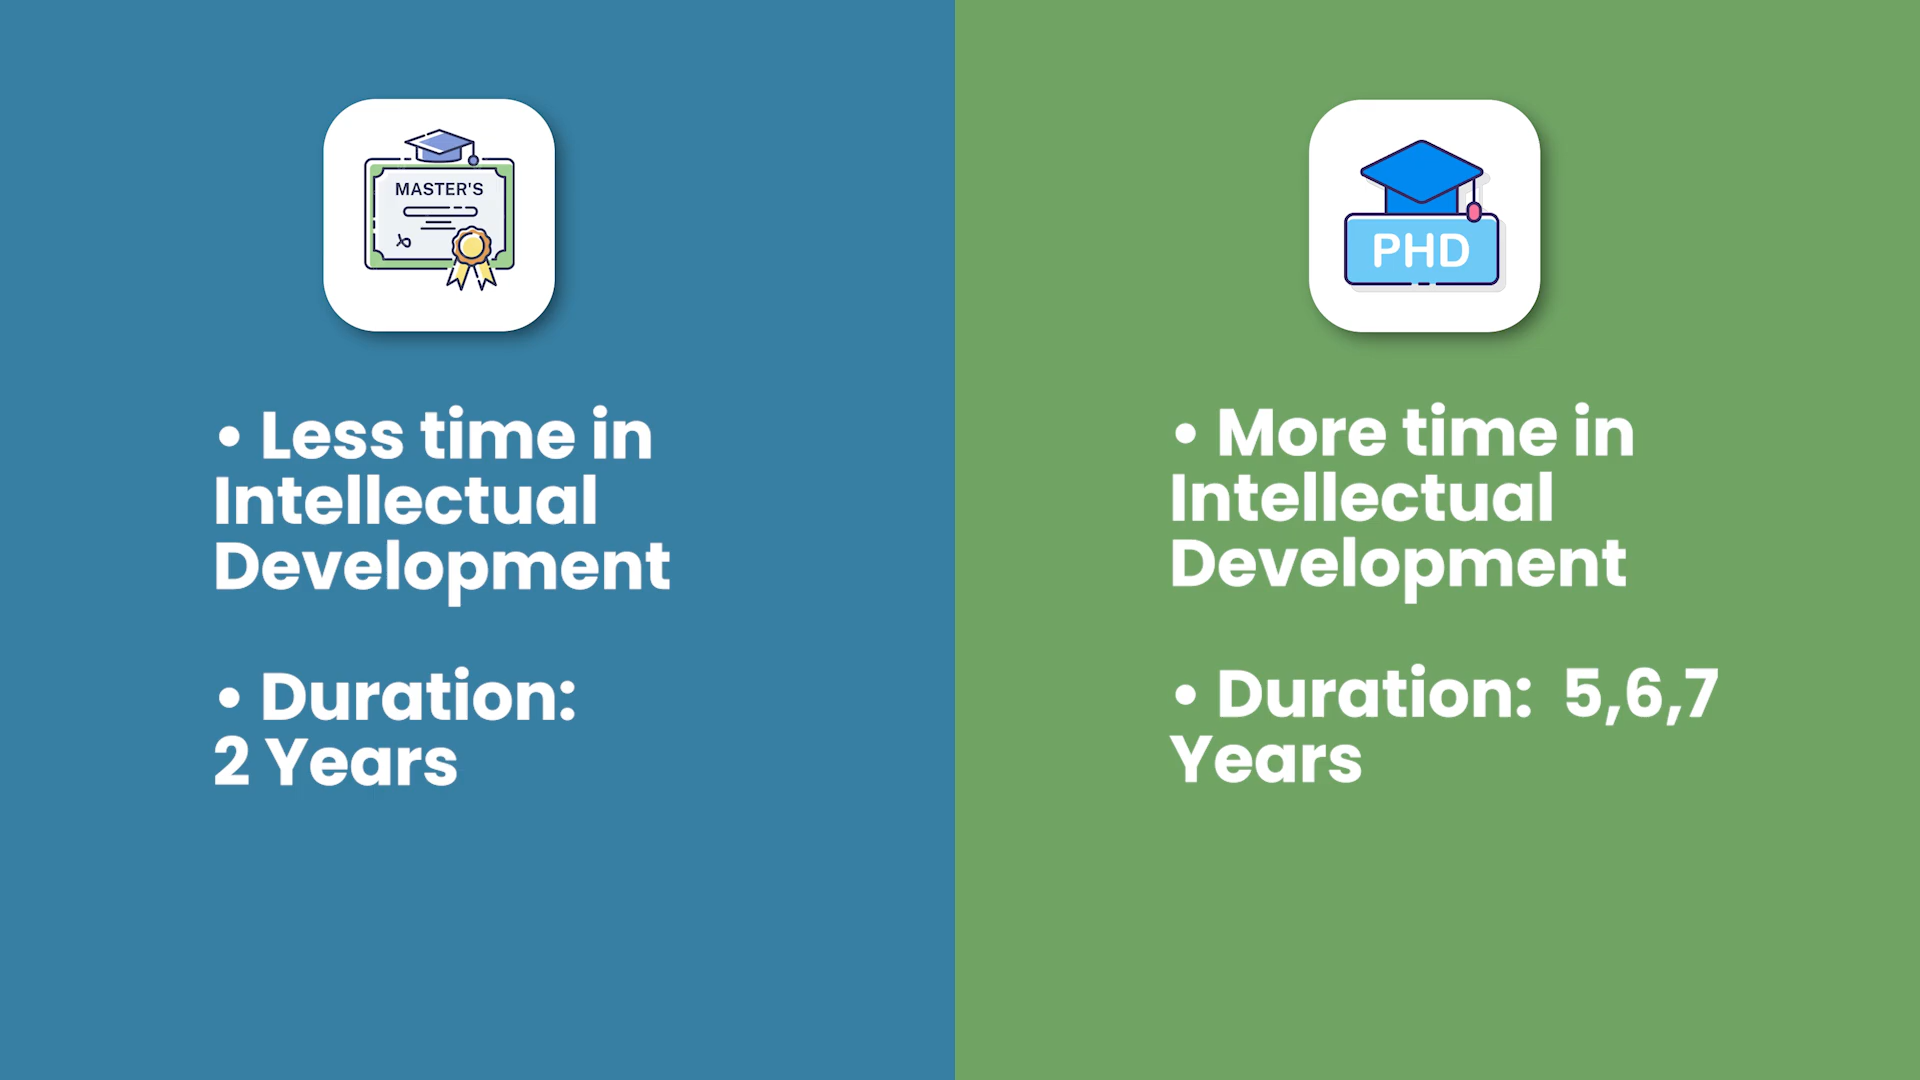 MASTER'S
• Less time in
Intellectual
Development
• Duration:
2 Years
PHD
• More time in
Intellectual
Development
• Duration:  5,6,7
Years